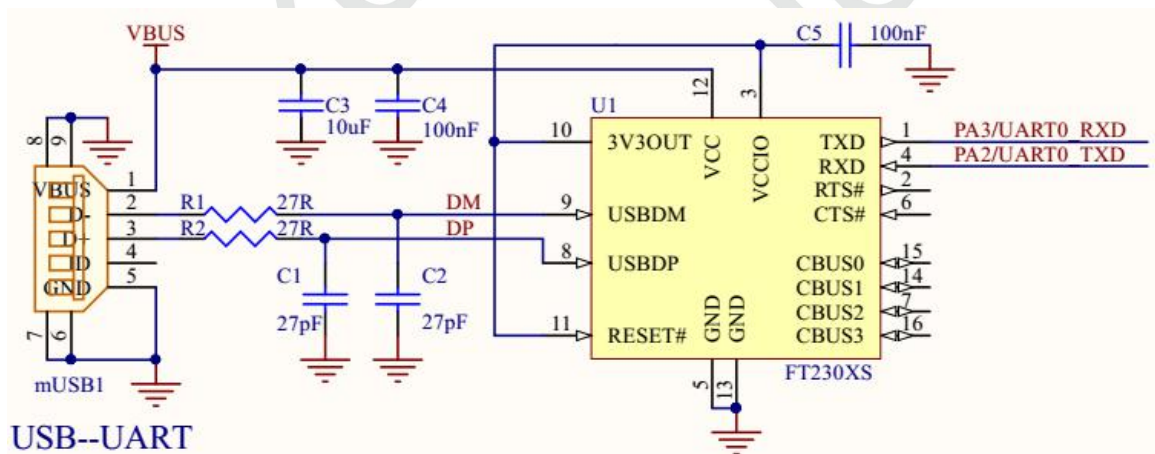 VBUS
C5 100nF
C3
10uF
C4
100nF
12
3
U1
8
9
10 3V3OUT
VCC
VCCIO
TXD 1 PA3/UART0_RXD
RXD 4 PA2/UART0_TXD
RTS# 2
CTS# 6
VBUS 1
D- 2 R1 27R DM 9 USBDM
D+ 3 R2 27R DP 8 USBDP
ID 4
GND 5
C1
27pF
C2
27pF
CBUS0 15
CBUS1 14
CBUS2 7
CBUS3 16
11 RESET#
GND
GND
7
6
5
13
mUSB1
FT230XS
USB--UART